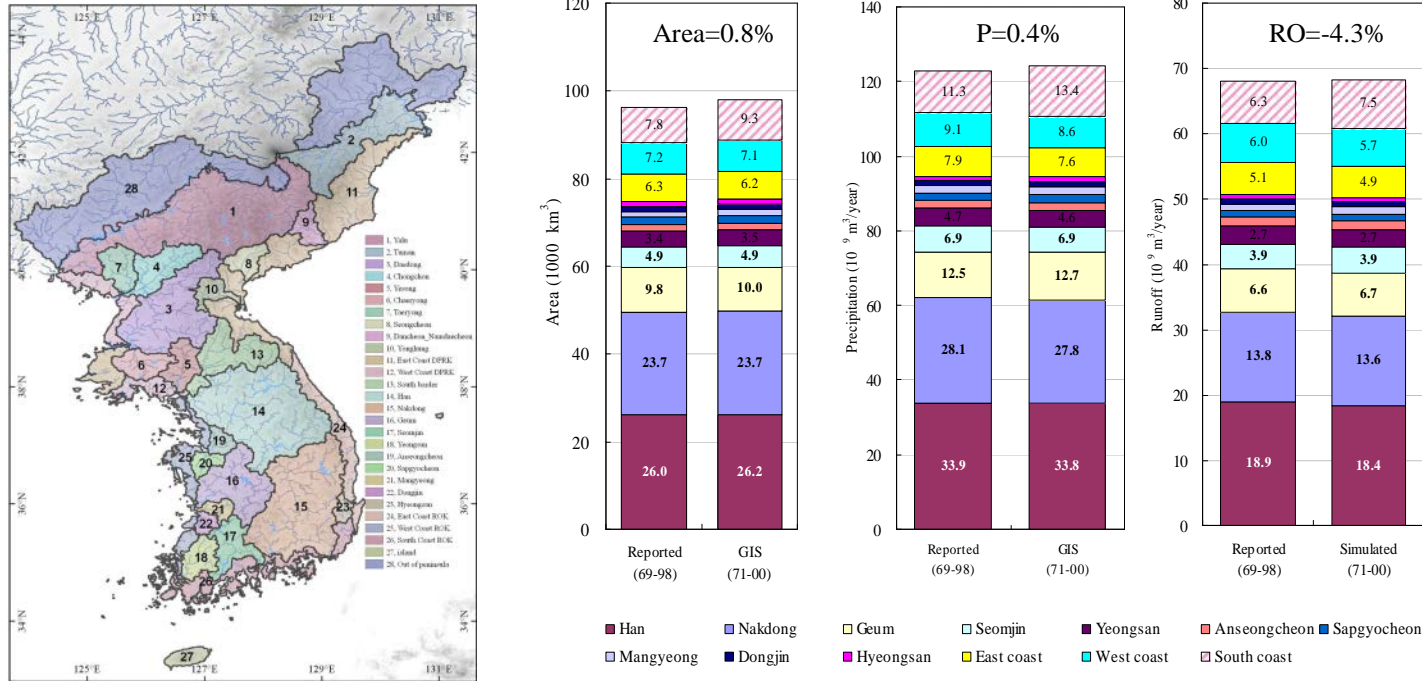 125°E 127°E 129°E 131°E
44°N 44°N
42°N 42°N
40°N 40°N
38°N 38°N
36°N 36°N
34°N 34°N
125°E 127°E 129°E 131°E
28
2
1
11
9
7
4
8
10
3
6
5
13
12
14
24
19
25
20
16
15
21
22
17
23
18
26
27
1, Yalu
2, Tumen
3, Daedong
4, Chongchon
5, Yesong
6, Chaeryong
7, Taeryong
8, Seongcheon
9, Dancheon_Namdaecheon
10, Yonghung
11, East Coast DPRK
12, West Coast DPRK
13, South border
14, Han
15, Nakdong
16, Geum
17, Seomjin
18, Yeongsan
19, Anseongcheon
20, Sapgyocheon
21, Mangyeong
22, Dongjin
23, Hyeongsan
24, East Coast ROK
25, West Coast ROK
26, South Coast ROK
27, island
28, Out of peninsula
Area=0.8%
Area (1000 km³)
120
100
80
60
40
20
0
7.8 9.3
7.2 7.1
6.3 6.2
3.4 3.5
4.9 4.9
9.8 10.0
23.7 23.7
26.0 26.2
Reported GIS
(69-98) (71-00)
P=0.4%
Precipitation (10⁹ m³/year)
140
120
100
80
60
40
20
0
11.3 13.4
9.1 8.6
7.9 7.6
4.7 4.6
6.9 6.9
12.5 12.7
28.1 27.8
33.9 33.8
Reported GIS
(69-98) (71-00)
RO=-4.3%
Runoff (10⁹ m³/year)
80
70
60
50
40
30
20
10
0
6.3 7.5
6.0 5.7
5.1 4.9
2.7 2.7
3.9 3.9
6.6 6.7
13.8 13.6
18.9 18.4
Reported Simulated
(69-98) (71-00)
Han Nakdong Geum Seomjin Yeongsan Anseongcheon Sapgyocheon
Mangyeong Dongjin Hyeongsan East coast West coast South coast